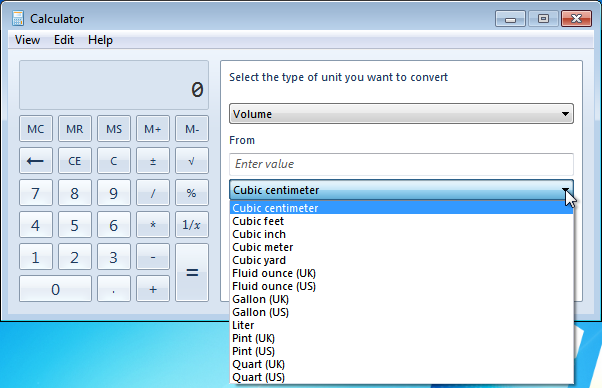 Calculator
View Edit Help
0
MC MR MS M+ M-
← CE C ± √
7 8 9 / %
4 5 6 * 1/x
1 2 3 - =
0 . +
Select the type of unit you want to convert
Volume
From
Enter value
Cubic centimeter
Cubic centimeter
Cubic feet
Cubic inch
Cubic meter
Cubic yard
Fluid ounce (UK)
Fluid ounce (US)
Gallon (UK)
Gallon (US)
Liter
Pint (UK)
Pint (US)
Quart (UK)
Quart (US)